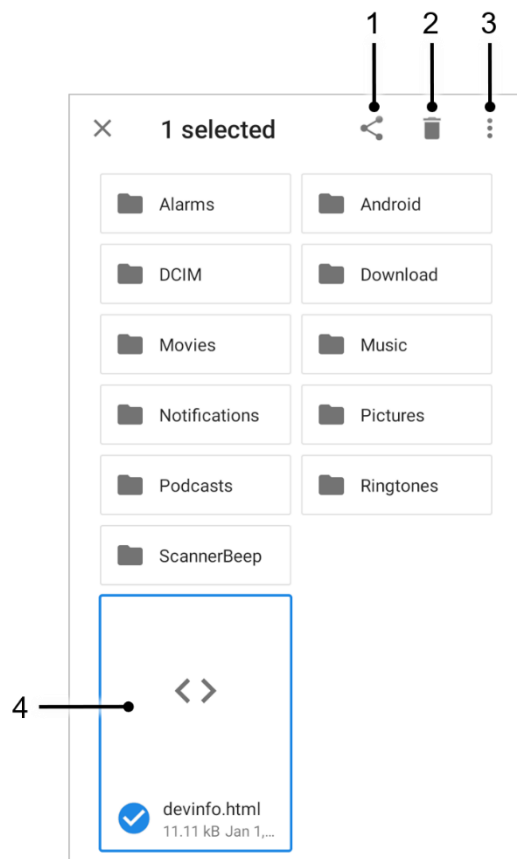 1 2 3
1 selected
Alarms Android
DCIM Download
Movies Music
Notifications Pictures
Podcasts Ringtones
ScannerBeep
4
devinfo.html
11.11 kB Jan 1,...